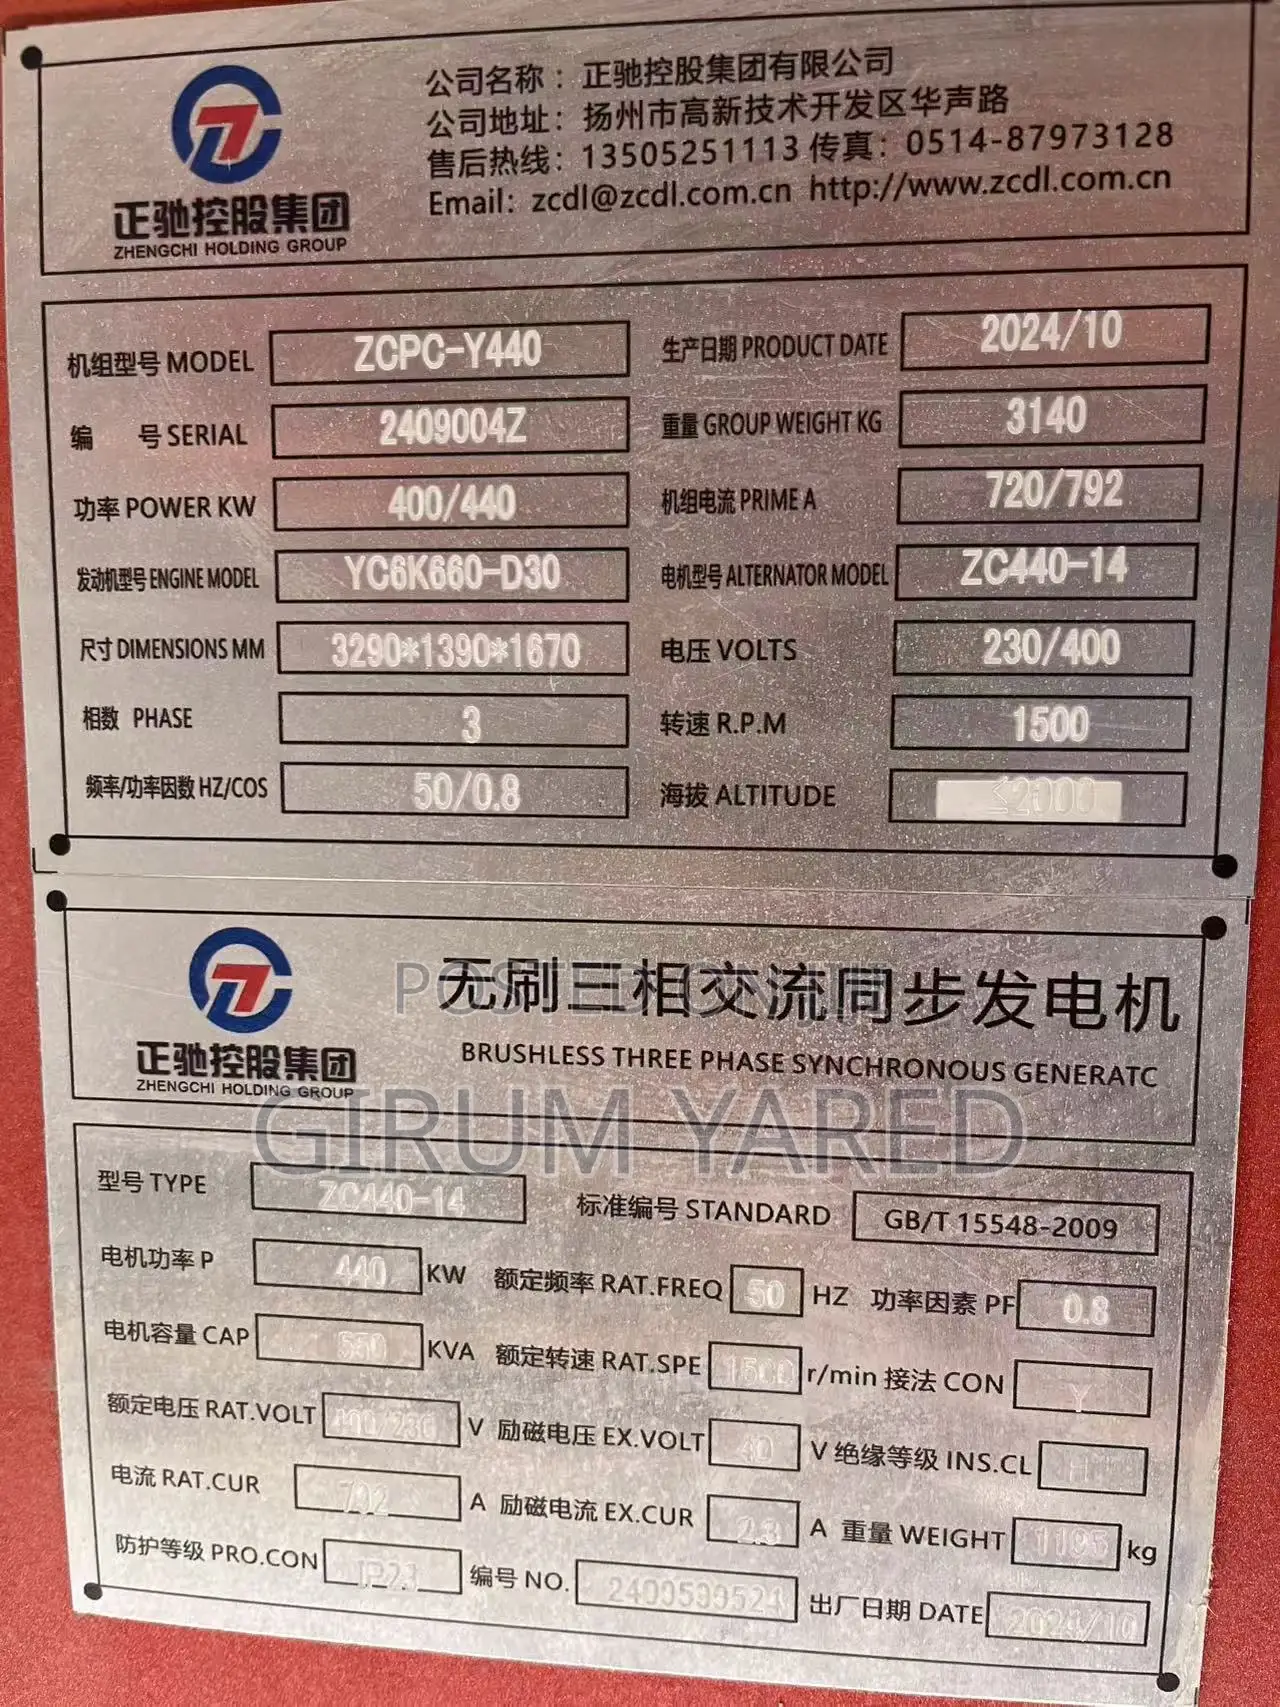 正驰控股集团
ZHENGCHI HOLDING GROUP
公司名称：正驰控股集团有限公司
公司地址：扬州市高新技术开发区华声路
售后热线：13505251113 传真：0514-87973128
Email：zcdl@zcdl.com.cn http://www.zcdl.com.cn
机组型号 MODEL ZCPC-Y440 生产日期 PRODUCT DATE 2024/10
编 号 SERIAL 2409004Z 重量 GROUP WEIGHT KG 3140
功率 POWER KW 400/440 机组电流 PRIME A 720/792
发动机型号 ENGINE MODEL YC6K660-D30 电机型号 ALTERNATOR MODEL ZC440-14
尺寸 DIMENSIONS MM 3290*1390*1670 电压 VOLTS 230/400
相数 PHASE 3 转速 R.P.M 1500
频率/功率因数 HZ/COS 50/0.8 海拔 ALTITUDE ≤2000
正驰控股集团
ZHENGCHI HOLDING GROUP
无刷三相交流同步发电机
BRUSHLESS THREE PHASE SYNCHRONOUS GENERATC
GIRUM YARED
型号 TYPE ZC440-14 标准编号 STANDARD GB/T 15548-2009
电机功率 P 440 KW 额定频率 RAT.FREQ 50 HZ 功率因素 PF 0.8
电机容量 CAP 550 KVA 额定转速 RAT.SPE 1500 r/min 接法 CON Y
额定电压 RAT.VOLT 400/230 V 励磁电压 EX.VOLT 40 V 绝缘等级 INS.CL H
电流 RAT.CUR 792 A 励磁电流 EX.CUR 2.3 A 重量 WEIGHT 1195 kg
防护等级 PRO.CON IP23 编号 NO. 2409599524 出厂日期 DATE 2024/10